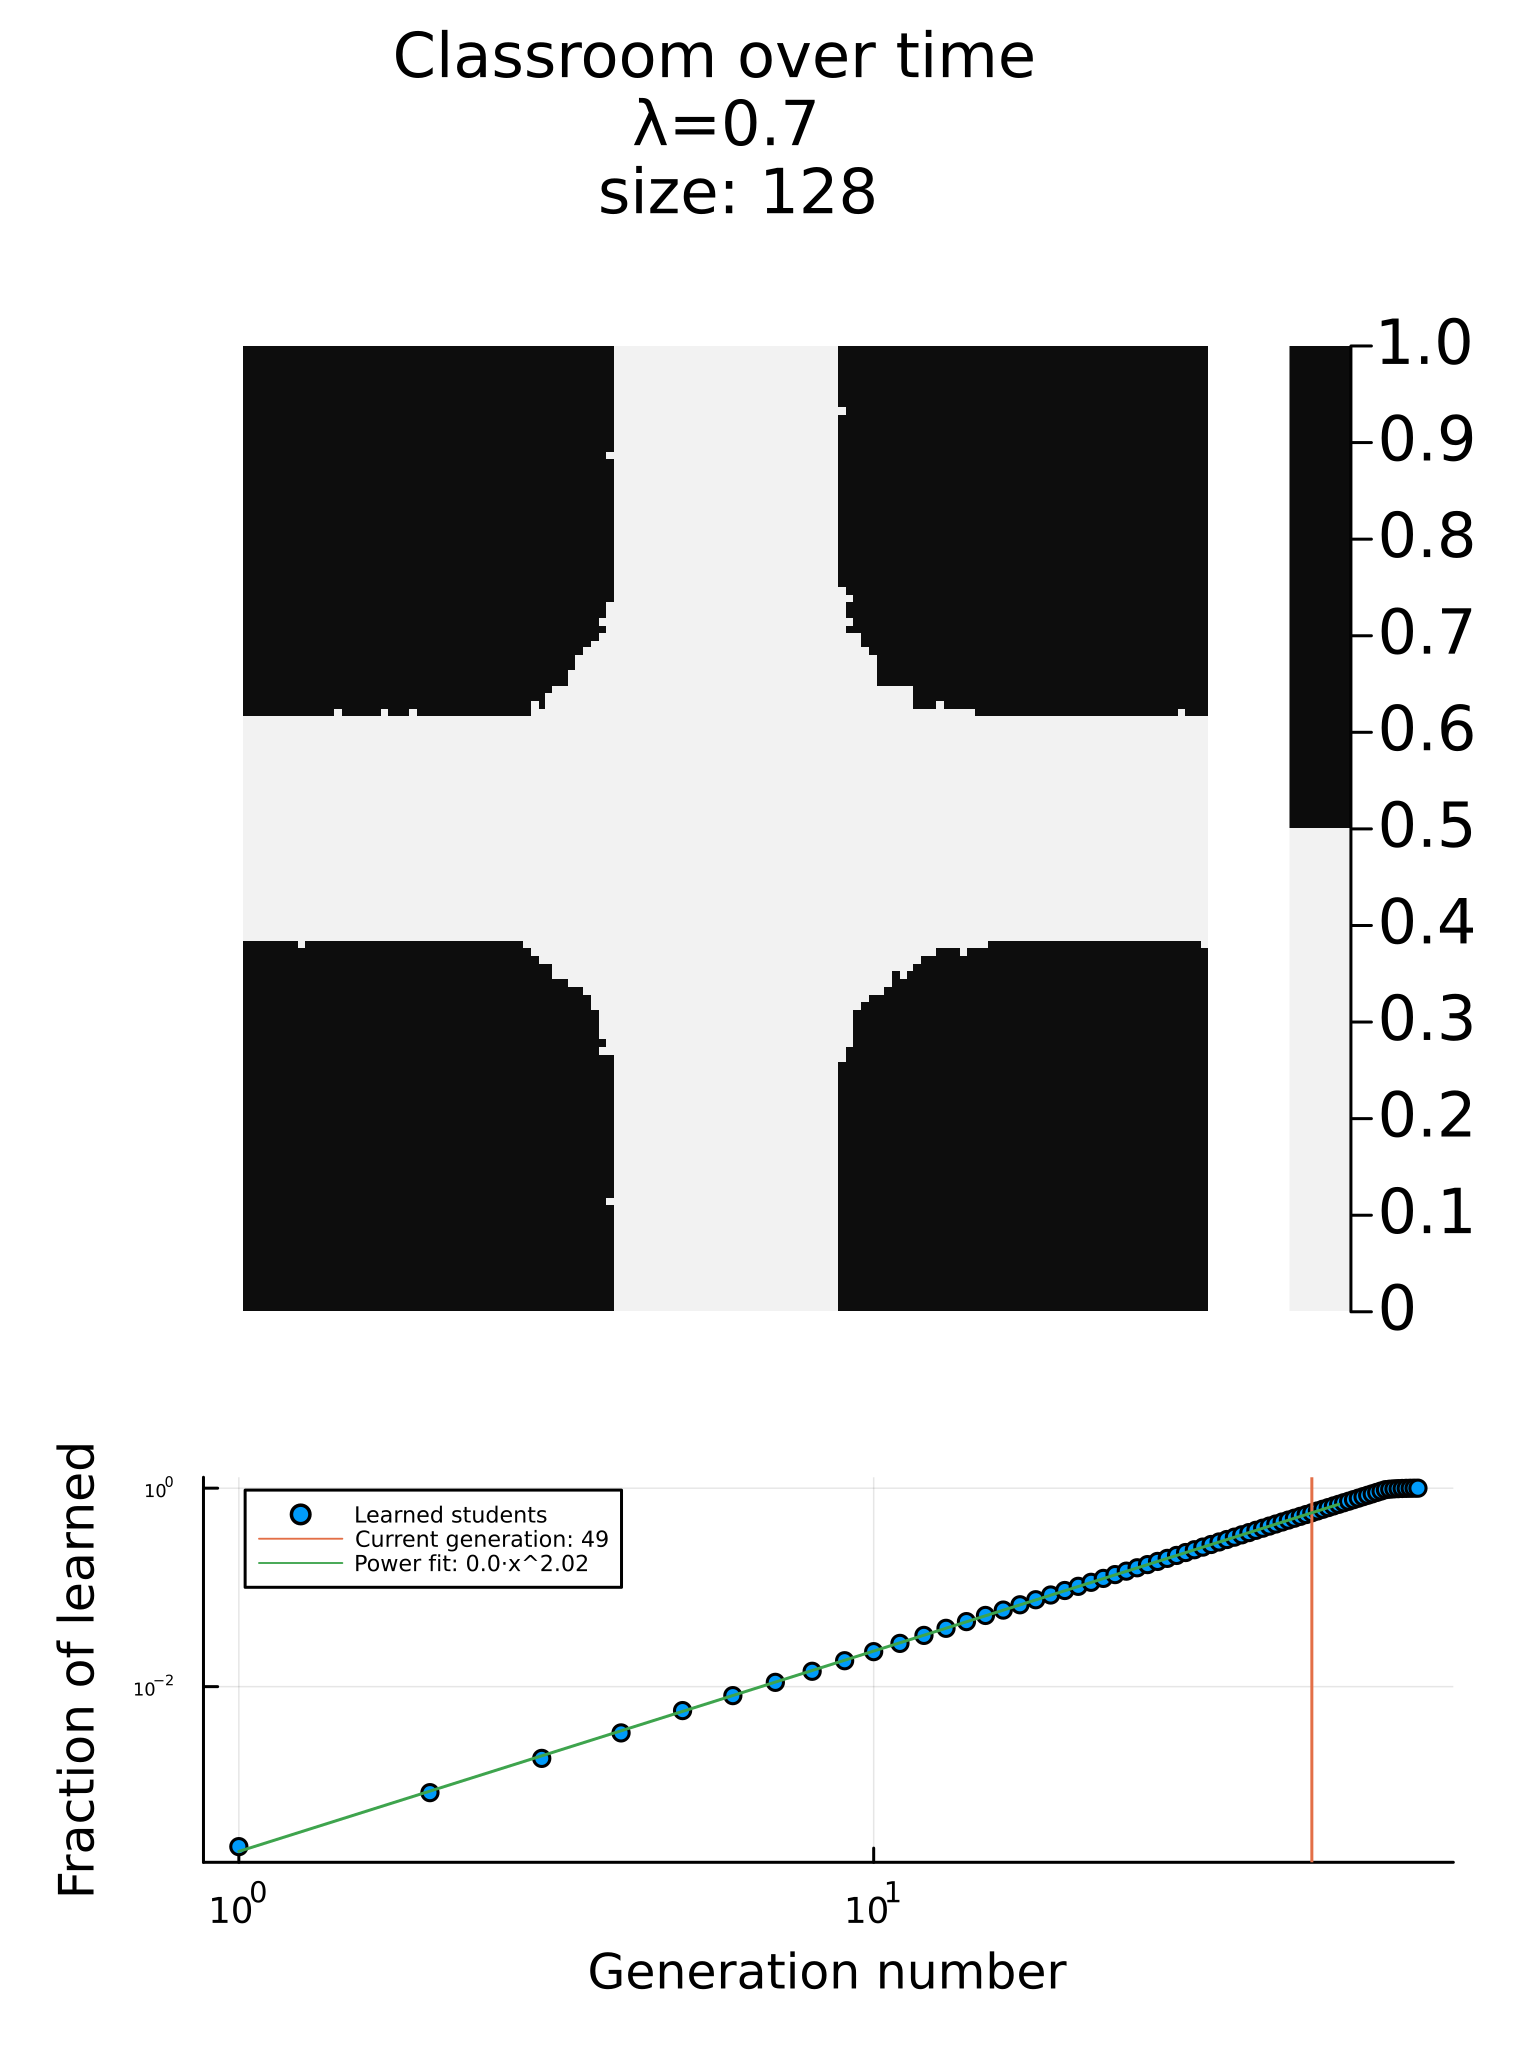 Classroom over time
λ=0.7
size: 128
1.0
0.9
0.8
0.7
0.6
0.5
0.4
0.3
0.2
0.1
0
Fraction of learned
10⁰
10⁻²
Learned students
Current generation: 49
Power fit: 0.0·x^2.02
10⁰
10¹
Generation number